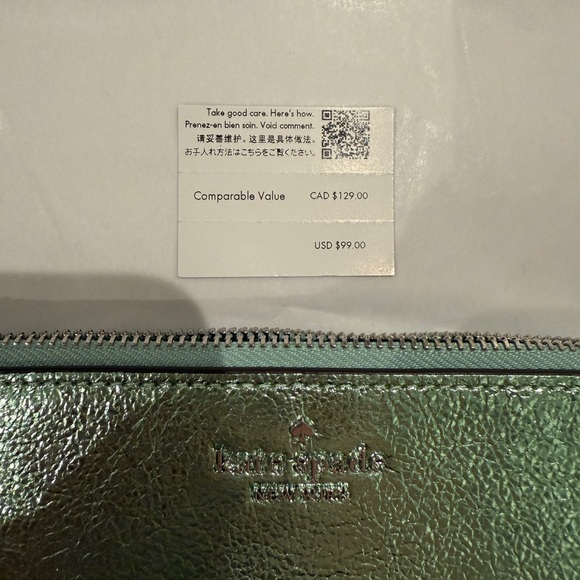 Take good care. Here's how.
Prenez-en bien soin. Voici comment.
请妥善维护。这里是具体做法。
お手入れ方法はこちらをご覧ください。
Comparable Value CAD $129.00
USD $99.00
kate spade
NEW YORK